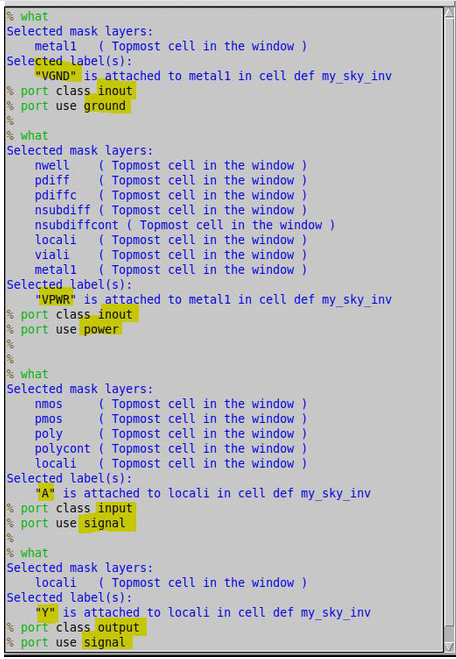 % what
Selected mask layers:
metal1 ( Topmost cell in the window )
Selected label(s):
"VGND" is attached to metal1 in cell def my_sky_inv
% port class inout
% port use ground
%
% what
Selected mask layers:
nwell ( Topmost cell in the window )
pdiff ( Topmost cell in the window )
pdiffc ( Topmost cell in the window )
nsubdiff ( Topmost cell in the window )
nsubdiffcont ( Topmost cell in the window )
locali ( Topmost cell in the window )
viali ( Topmost cell in the window )
metal1 ( Topmost cell in the window )
Selected label(s):
"VPWR" is attached to metal1 in cell def my_sky_inv
% port class inout
% port use power
%
%
% what
Selected mask layers:
nmos ( Topmost cell in the window )
pmos ( Topmost cell in the window )
poly ( Topmost cell in the window )
polycont ( Topmost cell in the window )
locali ( Topmost cell in the window )
Selected label(s):
"A" is attached to locali in cell def my_sky_inv
% port class input
% port use signal
%
% what
Selected mask layers:
locali ( Topmost cell in the window )
Selected label(s):
"Y" is attached to locali in cell def my_sky_inv
% port class output
% port use signal